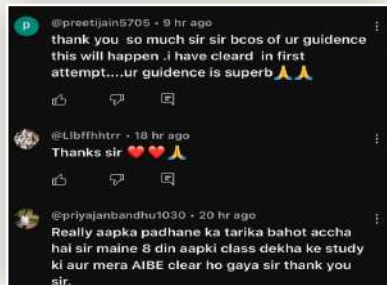 P
@preetijain5705 • 9 hr ago
thank you so much sir sir bcos of ur guidence
this will happen .i have cleard in first
attempt....ur guidence is superb🙏🙏
@Llbffhhtrr • 18 hr ago
Thanks sir ❤️❤️🙏
@priyajanbandhu1030 • 20 hr ago
Really aapka padhane ka tarika bahot accha
hai sir maine 8 din aapki class dekha ke study
ki aur mera AIBE clear ho gaya sir thank you
sir.